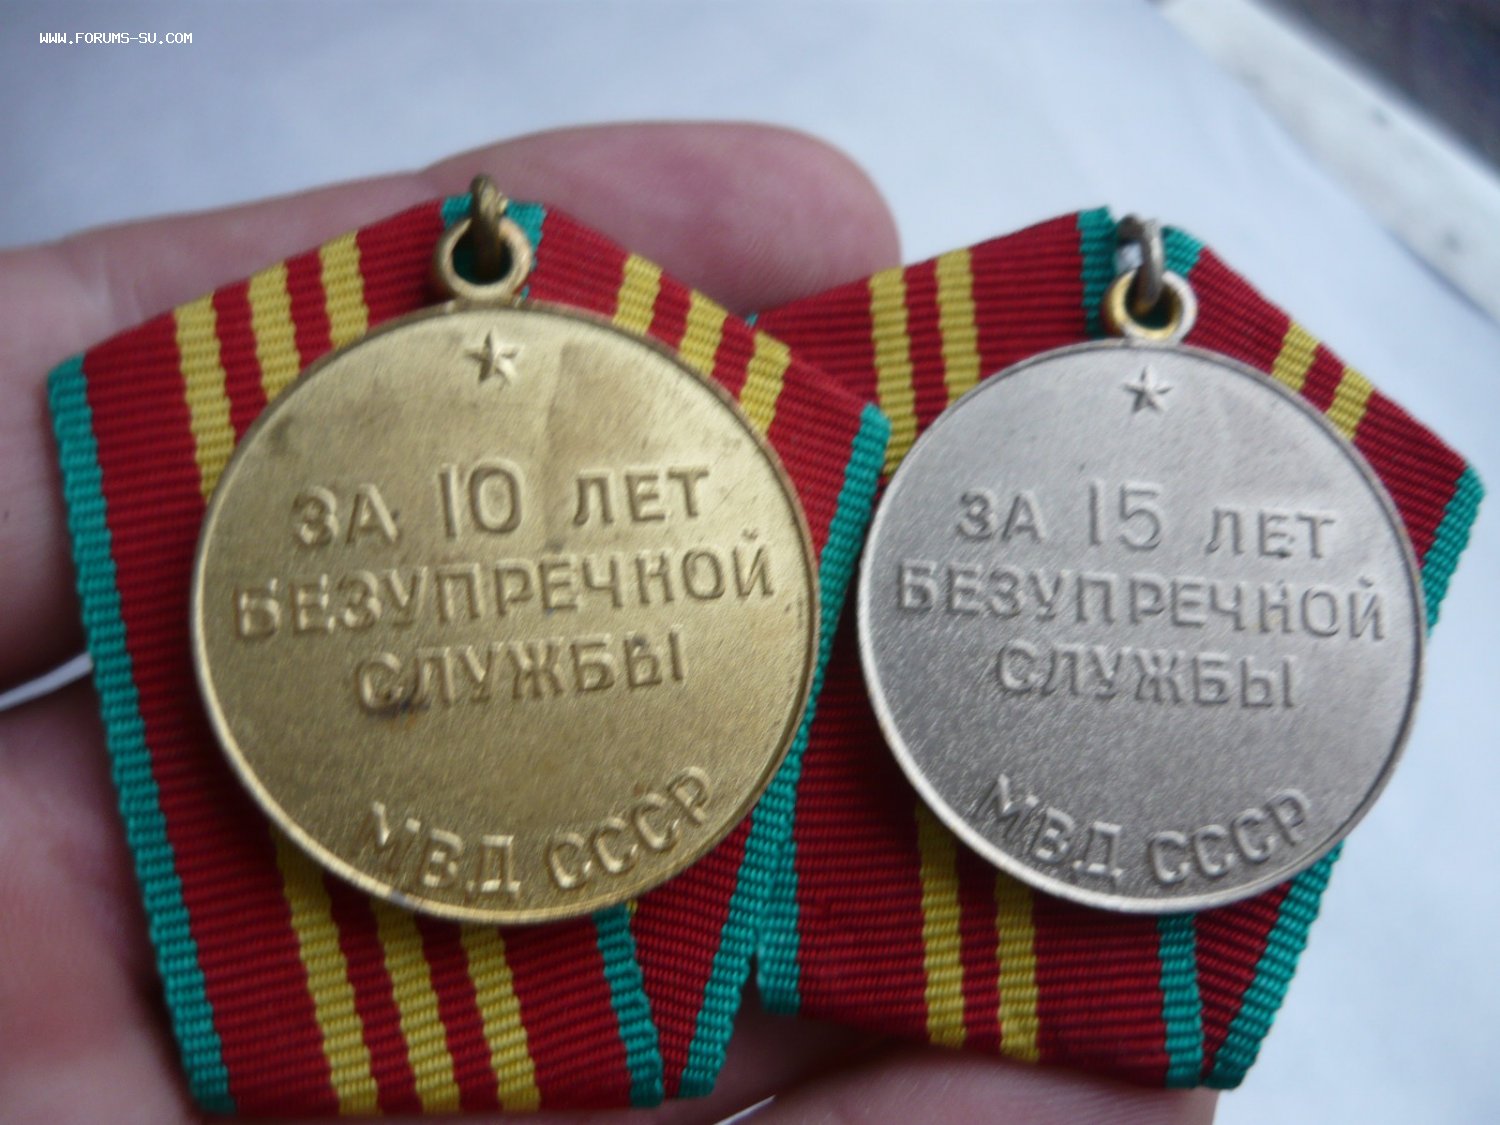 WWW.FORUMS-SU.COM
ЗА 10 ЛЕТ
БЕЗУПРЕЧНОЙ
СЛУЖБЫ
МВД СССР
ЗА 15 ЛЕТ
БЕЗУПРЕЧНОЙ
СЛУЖБЫ
МВД СССР